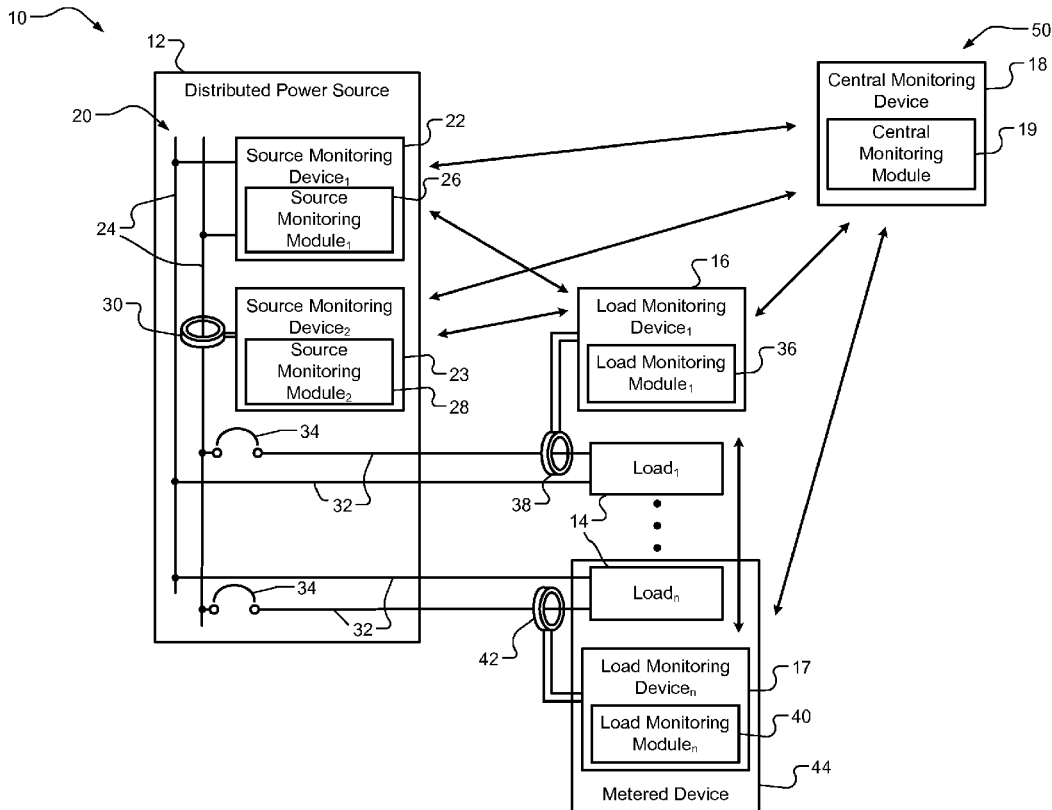 10
12
Distributed Power Source
20
22
Source Monitoring
Device1
26
Source
Monitoring
Module1
24
30
Source Monitoring
Device2
Source
Monitoring
Module2
23
28
50
18
Central Monitoring
Device
19
Central
Monitoring
Module
16
Load Monitoring
Device1
36
Load Monitoring
Module1
34
32
38
Load1
14
34
32
Loadn
42
Load Monitoring
Devicen
17
Load Monitoring
Modulen
40
44
Metered Device